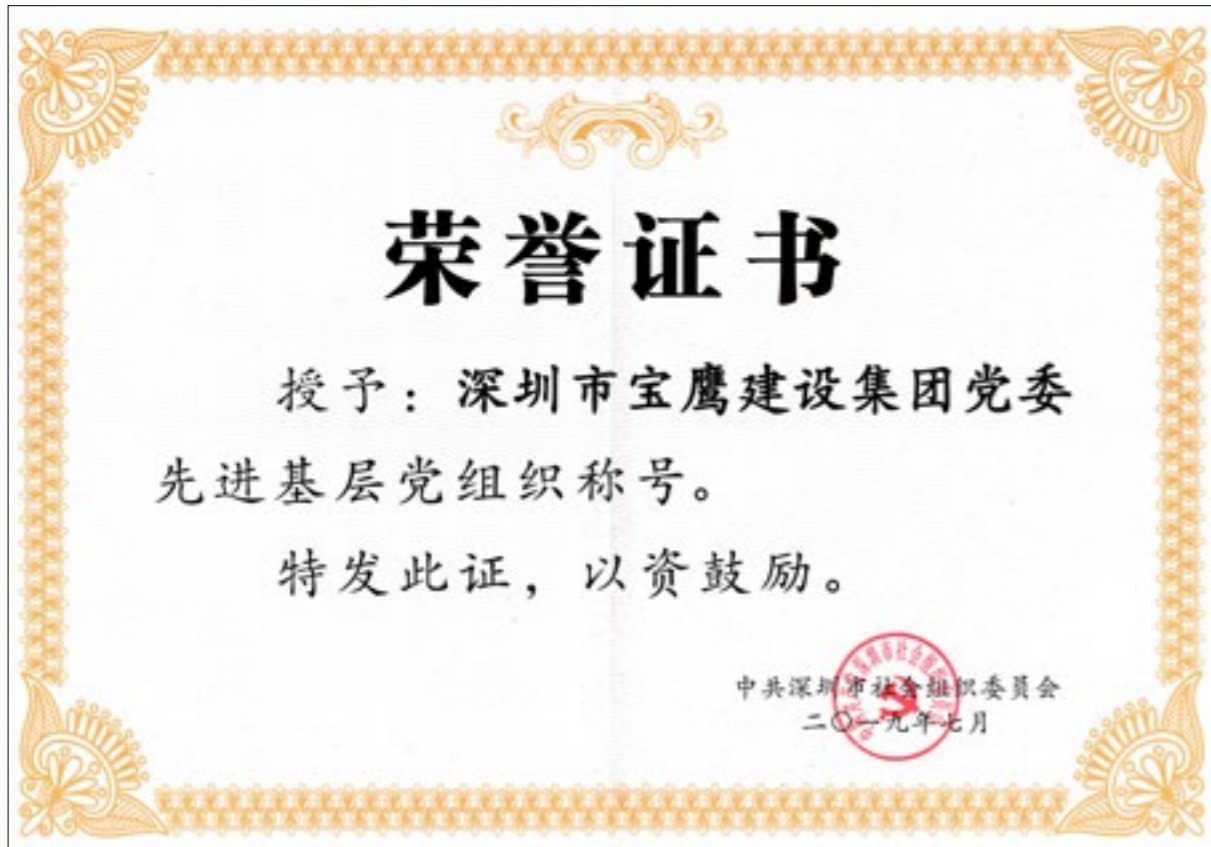 荣誉证书
授予：深圳市宝鹰建设集团党委
先进基层党组织称号。
特发此证，以资鼓励。
中共深圳市社会组织委员会
二〇一九年七月